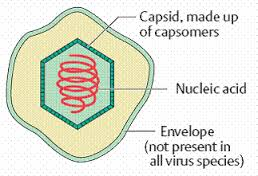 Capsid, made up
of capsomers
Nucleic acid
Envelope
(not present in
all virus species)